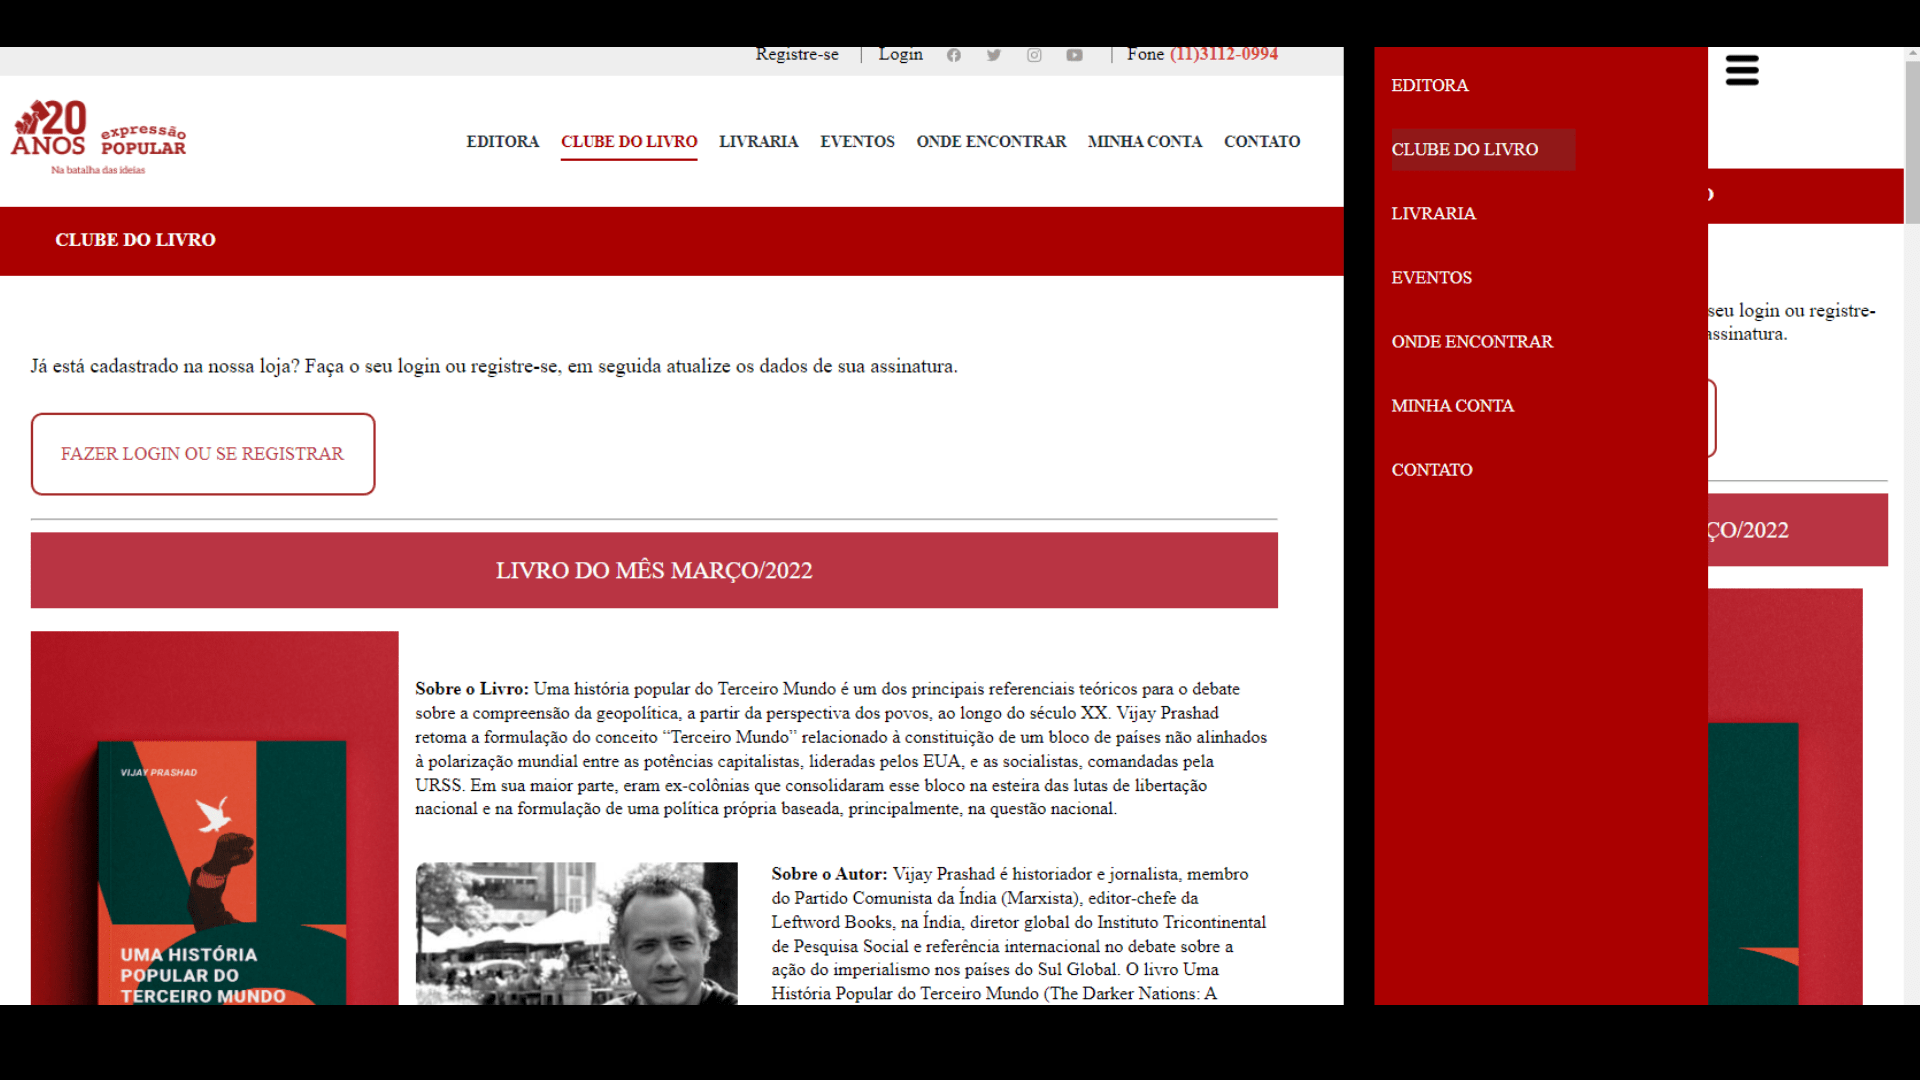 Registre-se | Login | Fone (11)3112-0994
20
ANOS
expressão
POPULAR
Na batalha das ideias
EDITORA CLUBE DO LIVRO LIVRARIA EVENTOS ONDE ENCONTRAR MINHA CONTA CONTATO
CLUBE DO LIVRO
Já está cadastrado na nossa loja? Faça o seu login ou registre-se, em seguida atualize os dados de sua assinatura.
FAZER LOGIN OU SE REGISTRAR
LIVRO DO MÊS MARÇO/2022
VIJAY PRASHAD
UMA HISTÓRIA
POPULAR DO
TERCEIRO MUNDO
Sobre o Livro: Uma história popular do Terceiro Mundo é um dos principais referenciais teóricos para o debate
sobre a compreensão da geopolítica, a partir da perspectiva dos povos, ao longo do século XX. Vijay Prashad
retoma a formulação do conceito “Terceiro Mundo” relacionado à constituição de um bloco de países não alinhados
à polarização mundial entre as potências capitalistas, lideradas pelos EUA, e as socialistas, comandadas pela
URSS. Em sua maior parte, eram ex-colônias que consolidaram esse bloco na esteira das lutas de libertação
nacional e na formulação de uma política própria baseada, principalmente, na questão nacional.
Sobre o Autor: Vijay Prashad é historiador e jornalista, membro
do Partido Comunista da Índia (Marxista), editor-chefe da
Leftword Books, na Índia, diretor global do Instituto Tricontinental
de Pesquisa Social e referência internacional no debate sobre a
ação do imperialismo nos países do Sul Global. O livro Uma
História Popular do Terceiro Mundo (The Darker Nations: A
EDITORA
CLUBE DO LIVRO
LIVRARIA
EVENTOS
ONDE ENCONTRAR
MINHA CONTA
CONTATO
seu login ou registre-
assinatura.
ÇO/2022